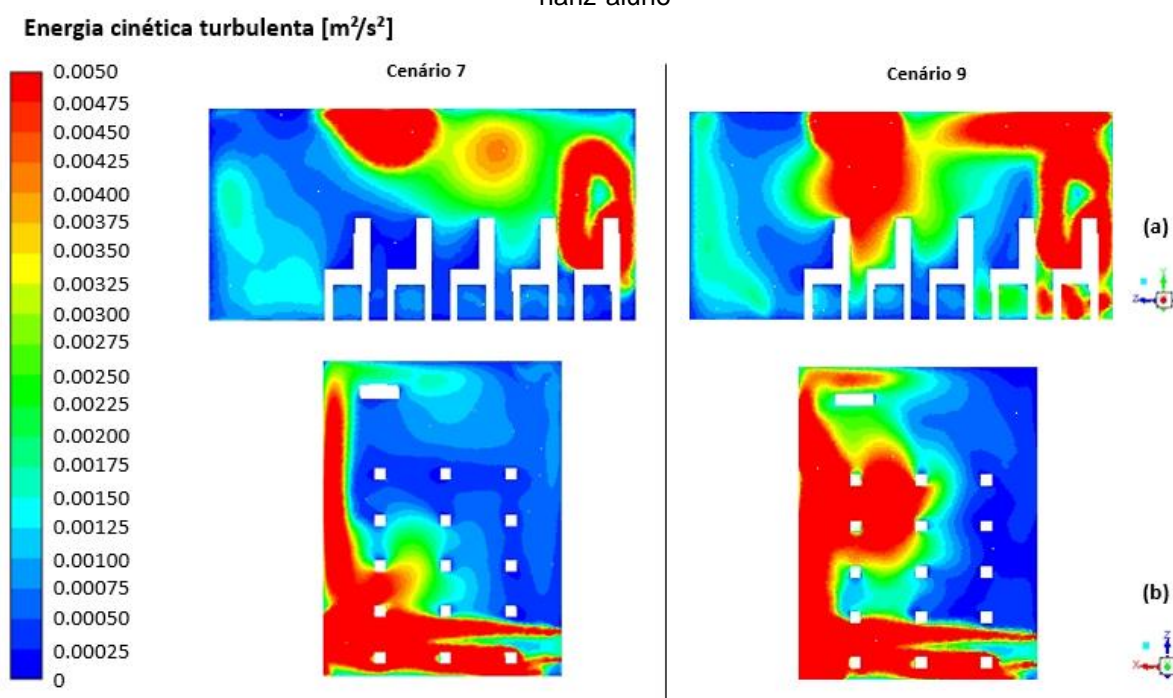 nariz aluno
Energia cinética turbulenta [m²/s²]
Cenário 7
Cenário 9
0.0050
0.00475
0.00450
0.00425
0.00400
0.00375
0.00350
0.00325
0.00300
0.00275
0.00250
0.00225
0.00200
0.00175
0.00150
0.00125
0.00100
0.00075
0.00050
0.00025
0
(a)
Y
Z
(b)
Z
X